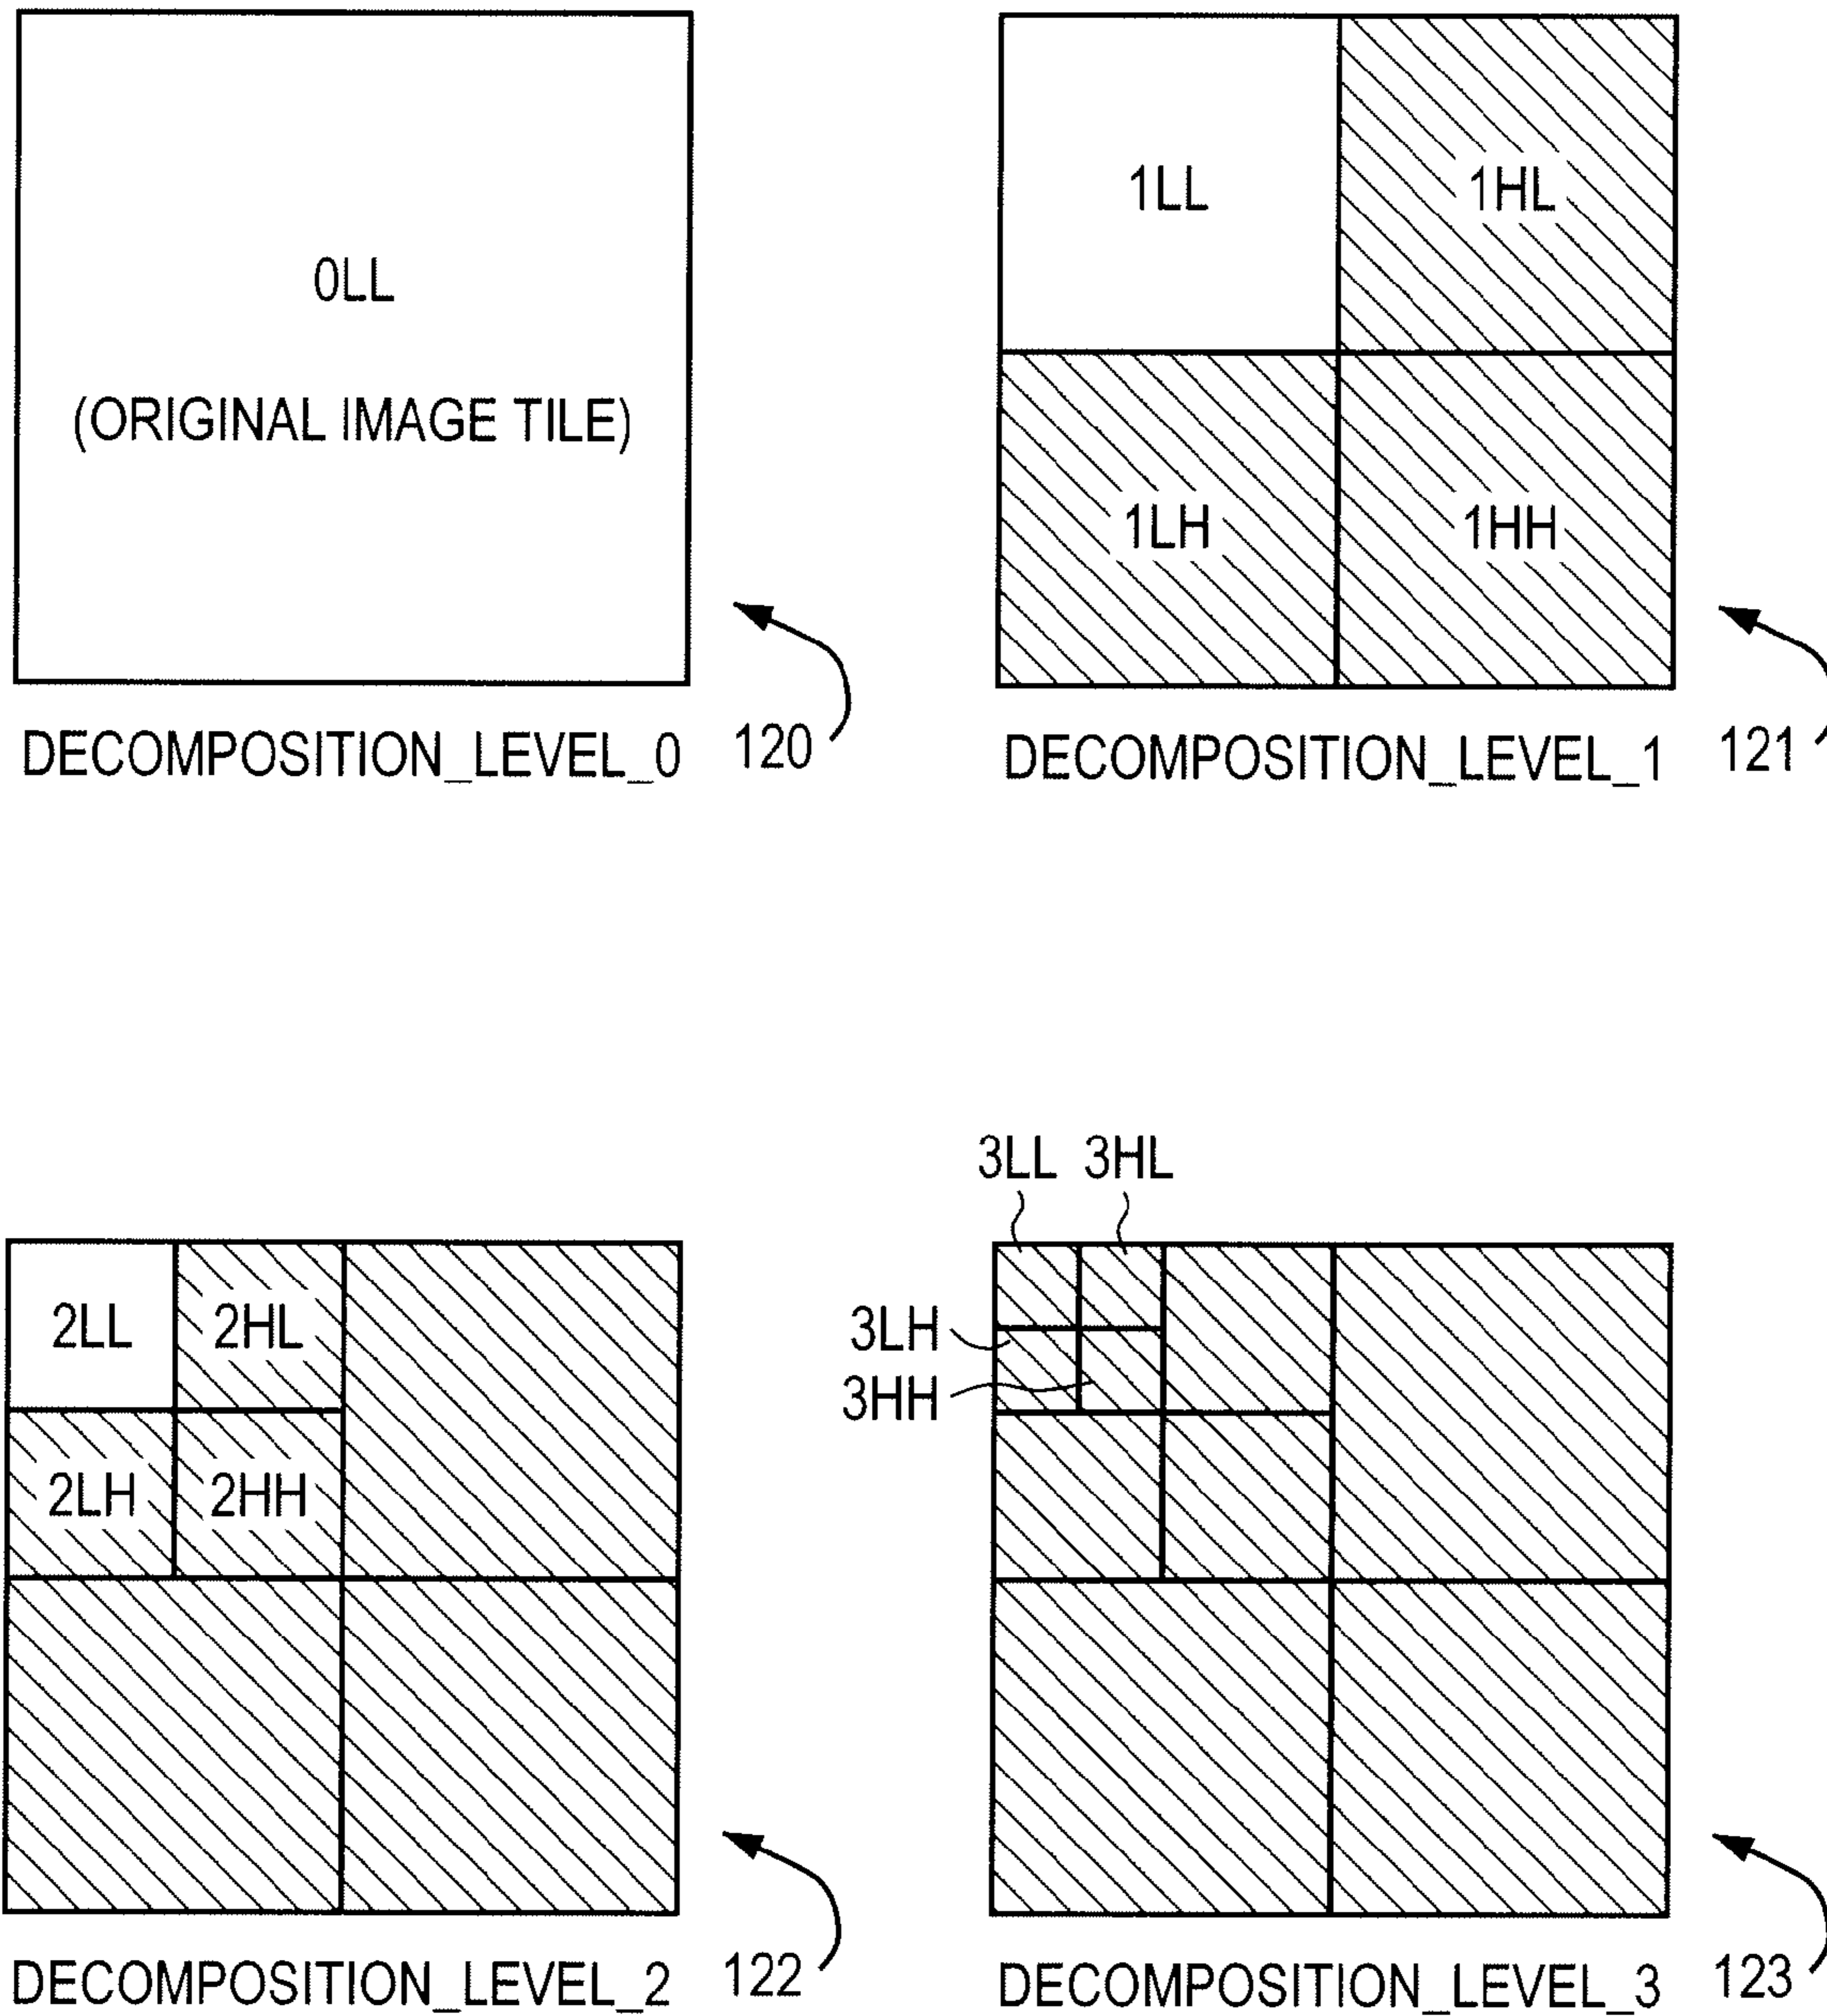 0LL
(ORIGINAL IMAGE TILE)
DECOMPOSITION_LEVEL_0
120
1LL
1HL
1LH
1HH
DECOMPOSITION_LEVEL_1
121
2LL
2HL
2LH
2HH
DECOMPOSITION_LEVEL_2
122
3LL
3HL
3LH
3HH
DECOMPOSITION_LEVEL_3
123